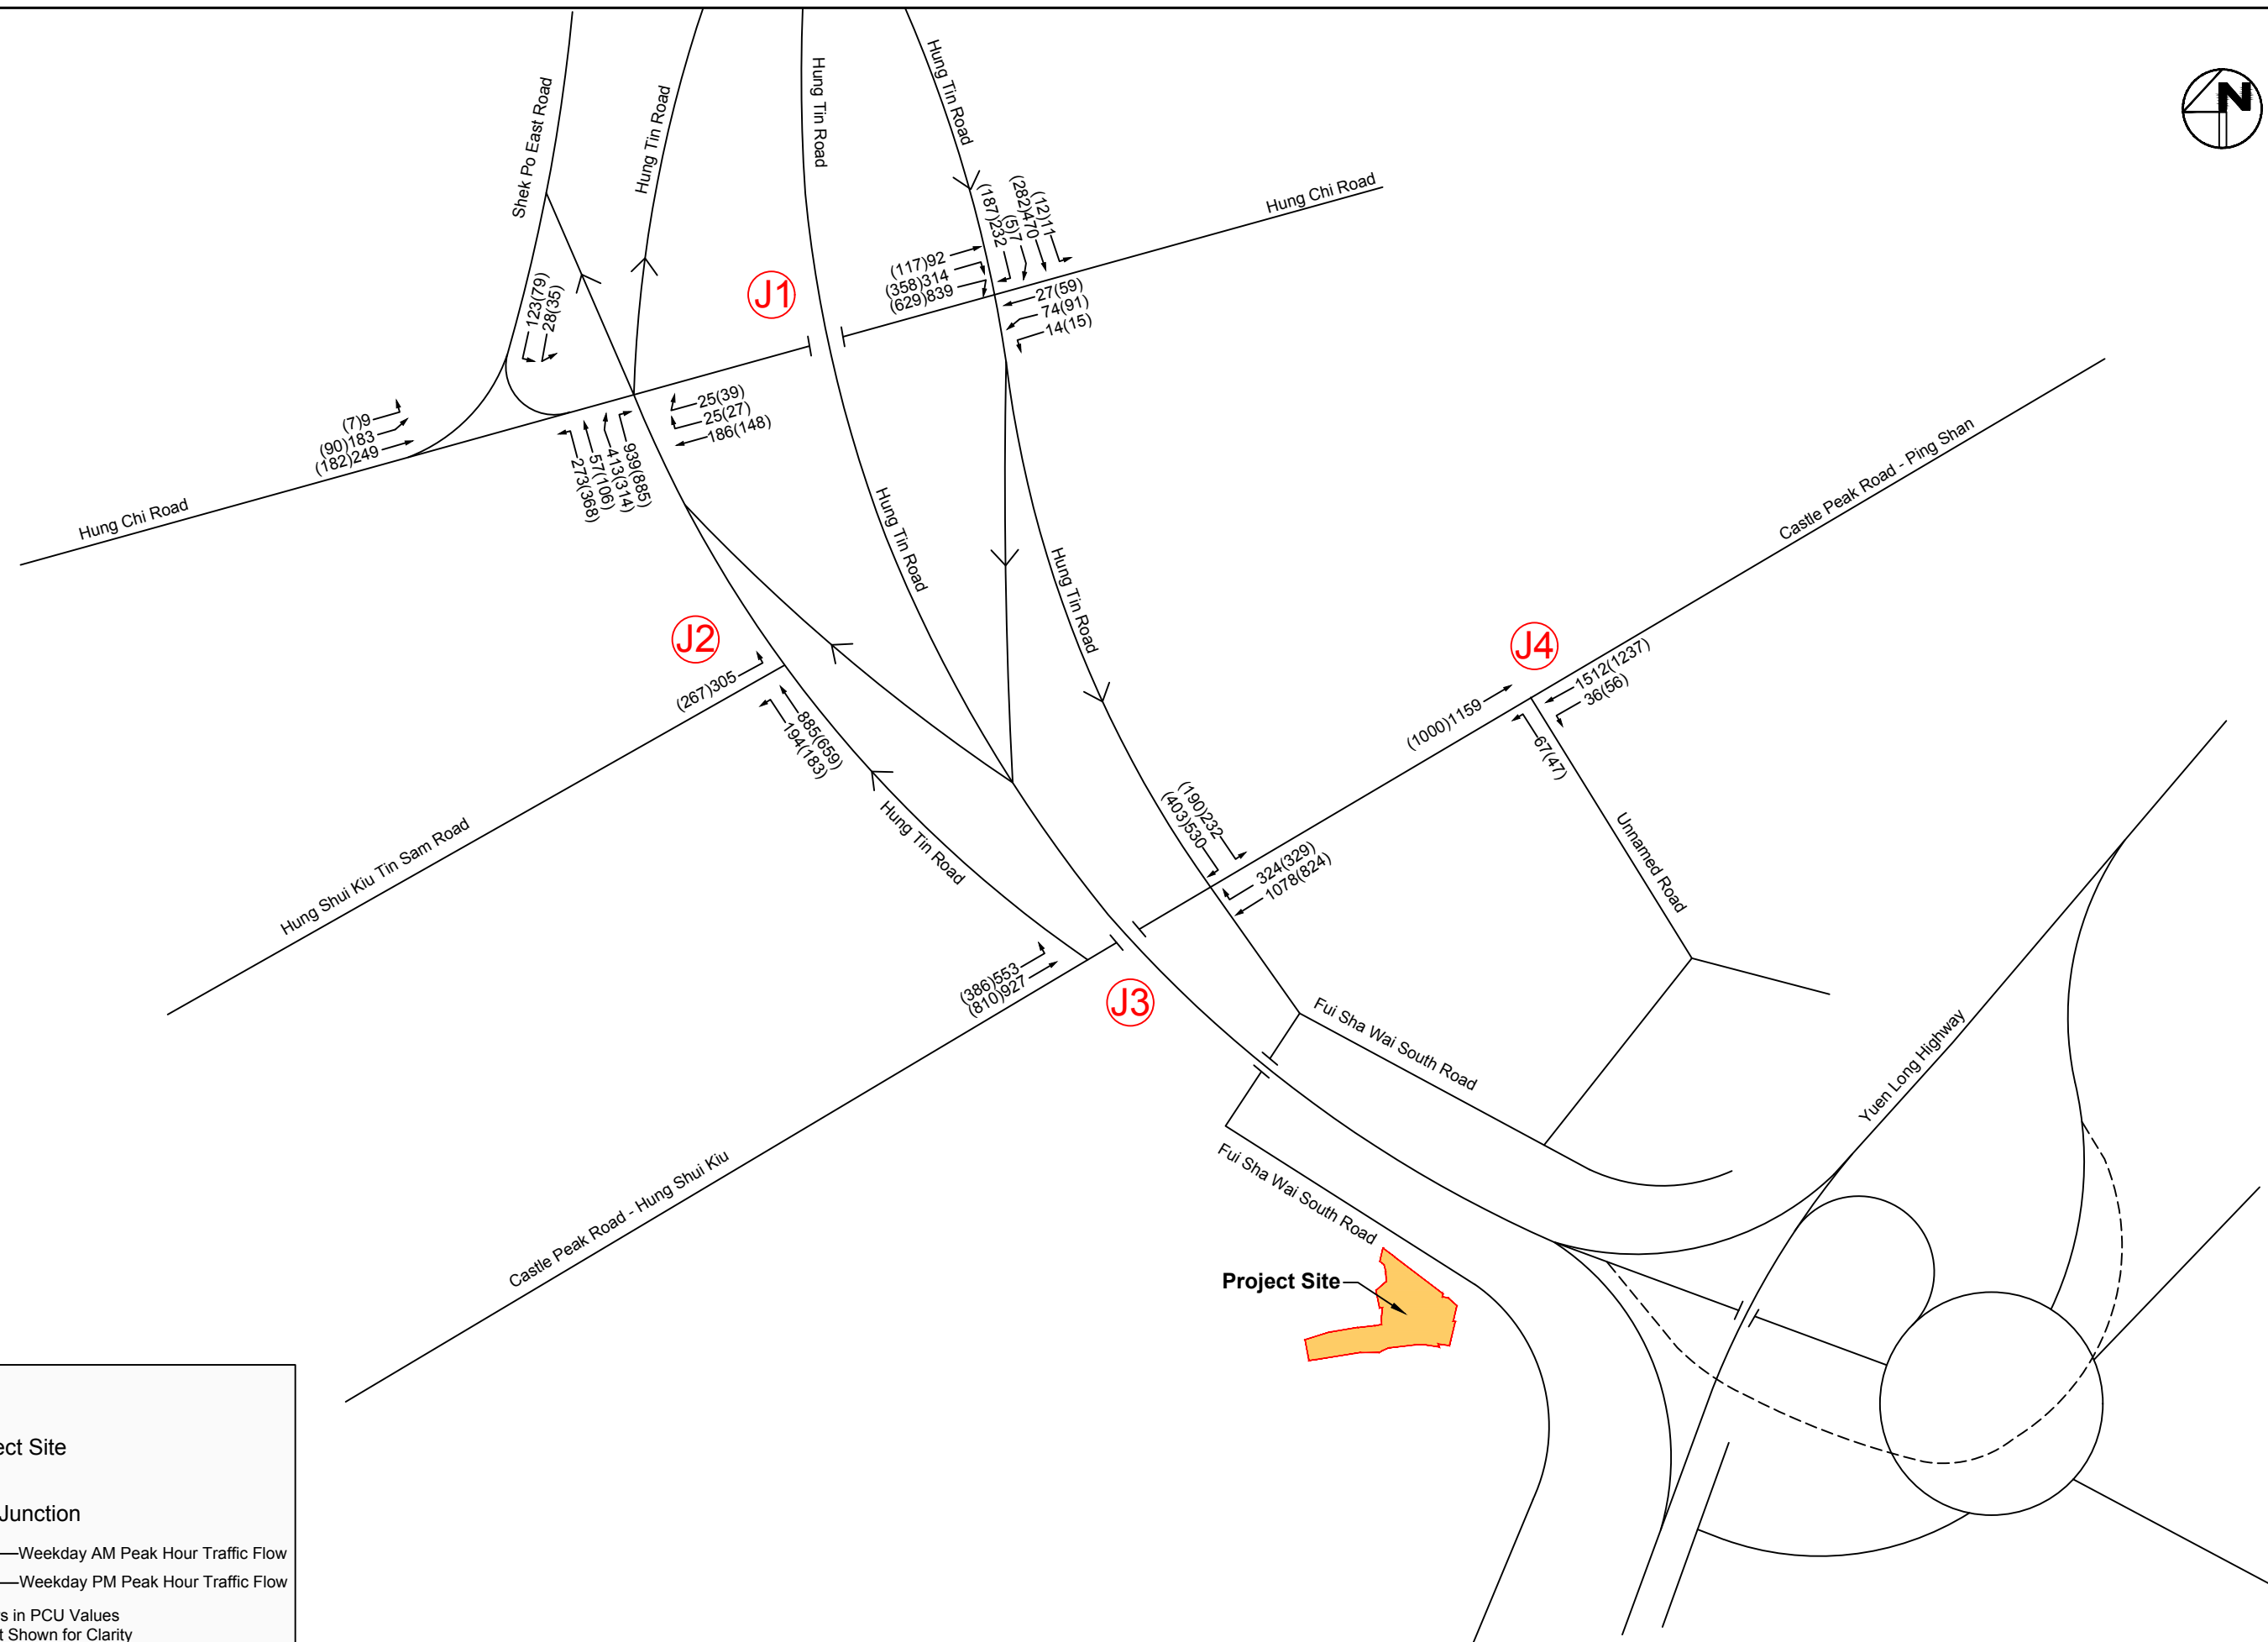 Shek Po East Road
Hung Tin Road
Hung Tin Road
Hung Tin Road
N
Hung Chi Road
(187)232
(5)7
(282)470
(12)11
(117)92
(358)314
(629)839
27(59)
74(91)
14(15)
J1
123(79)
28(35)
(7)9
(90)183
(182)249
25(39)
25(27)
186(148)
273(368)
57(106)
413(314)
939(885)
Hung Chi Road
Hung Tin Road
Hung Tin Road
Castle Peak Road - Ping Shan
J2
J4
(267)305
885(659)
194(183)
(1000)1159
1512(1237)
36(56)
67(47)
Hung Tin Road
(190)232
(403)530
324(329)
1078(824)
Unnamed Road
Hung Shui Kiu Tin Sam Road
(386)553
(810)927
J3
Fui Sha Wai South Road
Yuen Long Highway
Fui Sha Wai South Road
Castle Peak Road - Hung Shui Kiu
Project Site
ect Site
Junction
Weekday AM Peak Hour Traffic Flow
Weekday PM Peak Hour Traffic Flow
s in PCU Values
t Shown for Clarity